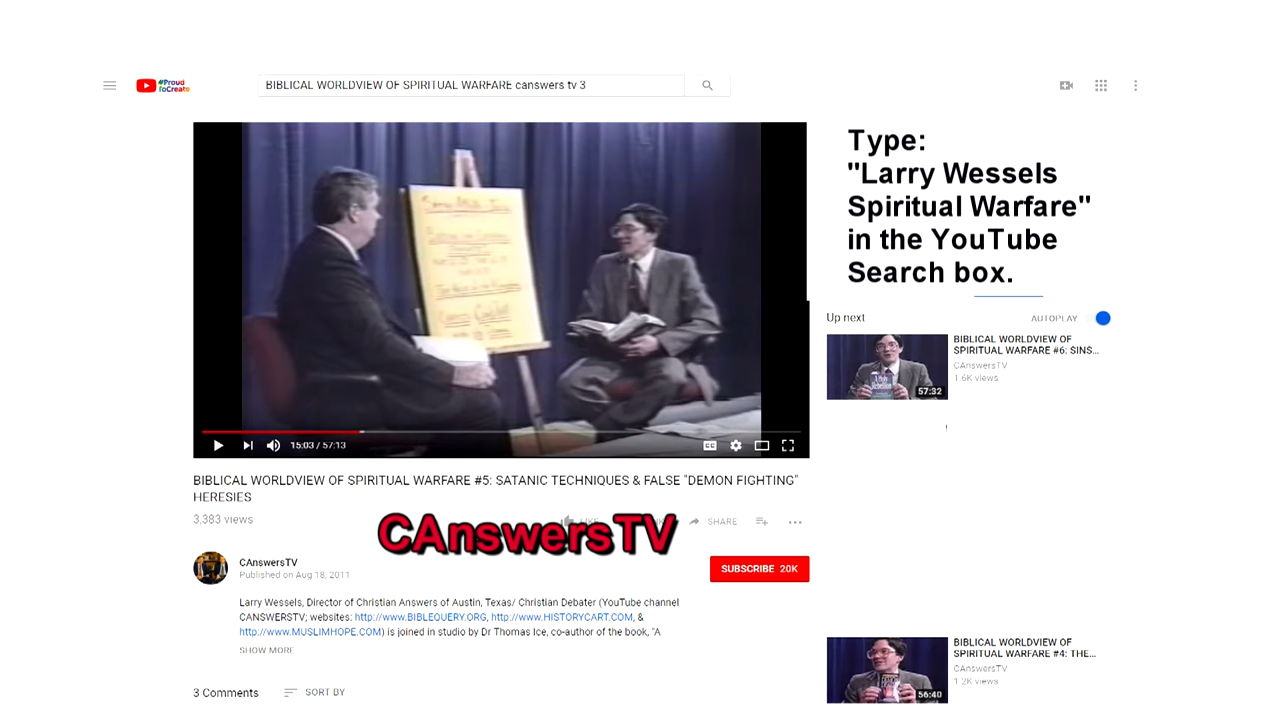 #Proud
ToCreate
BIBLICAL WORLDVIEW OF SPIRITUAL WARFARE canswers tv 3
Type:
"Larry Wessels
Spiritual Warfare"
in the YouTube
Search box.
Up next
AUTOPLAY
BIBLICAL WORLDVIEW OF
SPIRITUAL WARFARE #6: SINS...
CAnswersTV
1.6K views
57:32
CC
15:03 / 57:13
BIBLICAL WORLDVIEW OF SPIRITUAL WARFARE #5: SATANIC TECHNIQUES & FALSE "DEMON FIGHTING"
HERESIES
3,383 views
SHARE
CAnswersTV
CAnswersTV
Published on Aug 18, 2011
SUBSCRIBE 20K
Larry Wessels, Director of Christian Answers of Austin, Texas/ Christian Debater (YouTube channel
CANSWERSTV; websites: http://www.BIBLEQUERY.ORG, http://www.HISTORYCART.COM, &
http://www.MUSLIMHOPE.COM) is joined in studio by Dr Thomas Ice, co-author of the book, "A
SHOW MORE
3 Comments
SORT BY
BIBLICAL WORLDVIEW OF
SPIRITUAL WARFARE #4: THE...
CAnswersTV
1.2K views
56:40